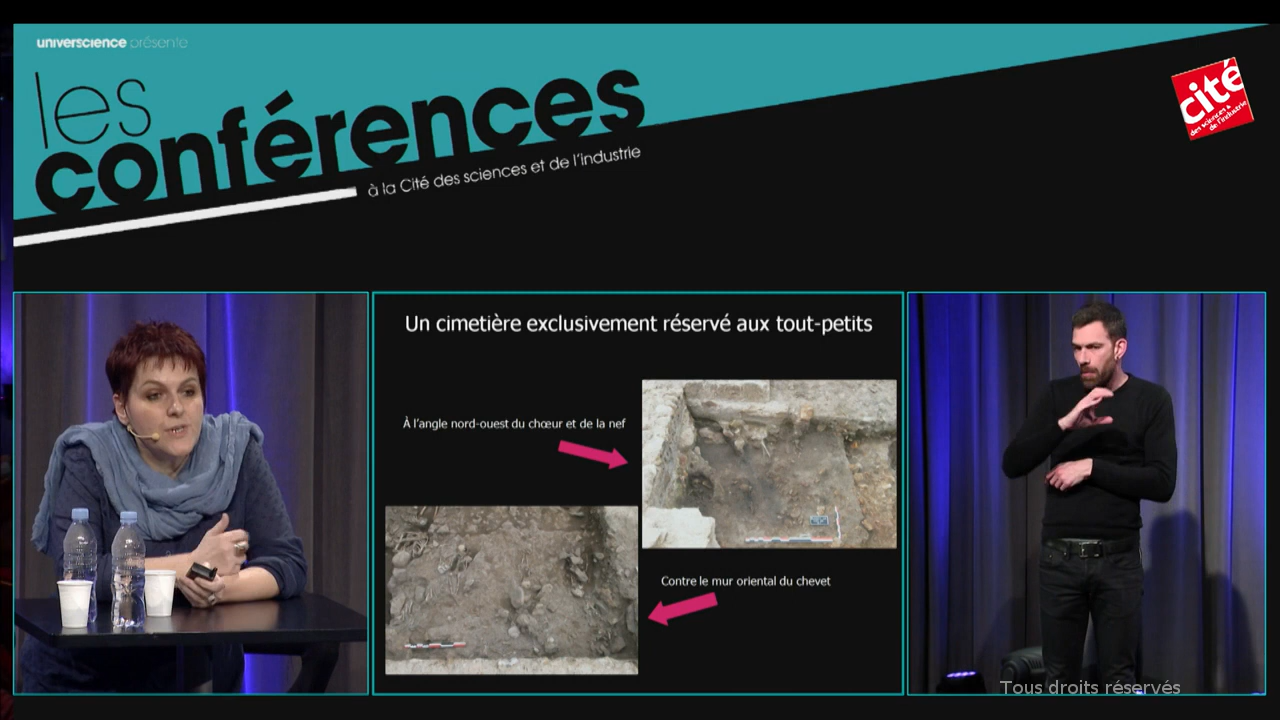 universcience présente
les
conférences
à la Cité des sciences et de l'industrie
cité
des sciences &
de l'industrie
Un cimetière exclusivement réservé aux tout-petits
À l'angle nord-ouest du chœur et de la nef
Contre le mur oriental du chevet
Tous droits réservés